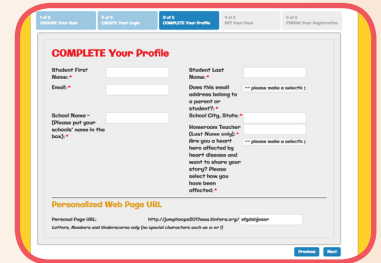 1 of 5
CHOOSE Your Role
2 of 5
CREATE Your Login
3 of 5
COMPLETE Your Profile
4 of 5
SET Your Goal
5 of 5
FINISH Your Registration
COMPLETE Your Profile
Student First
Name: *
Student Last
Name: *
Email: *
Does this email
address belong to
a parent or
student?: *
-- please make a selectic
School Name -
(Please put your
schools' name in the
box): *
School City, State: *
Homeroom Teacher
(Last Name only): *
Are you a heart
hero affected by
heart disease and
want to share your
story? Please
select how you
have been
affected: *
-- please make a selectic
Personalized Web Page URL
Personal Page URL:
http://jumphoops2017swa.kintera.org/
Letters, Numbers and Underscores only (no special characters such as @ or !)
Previous
Next